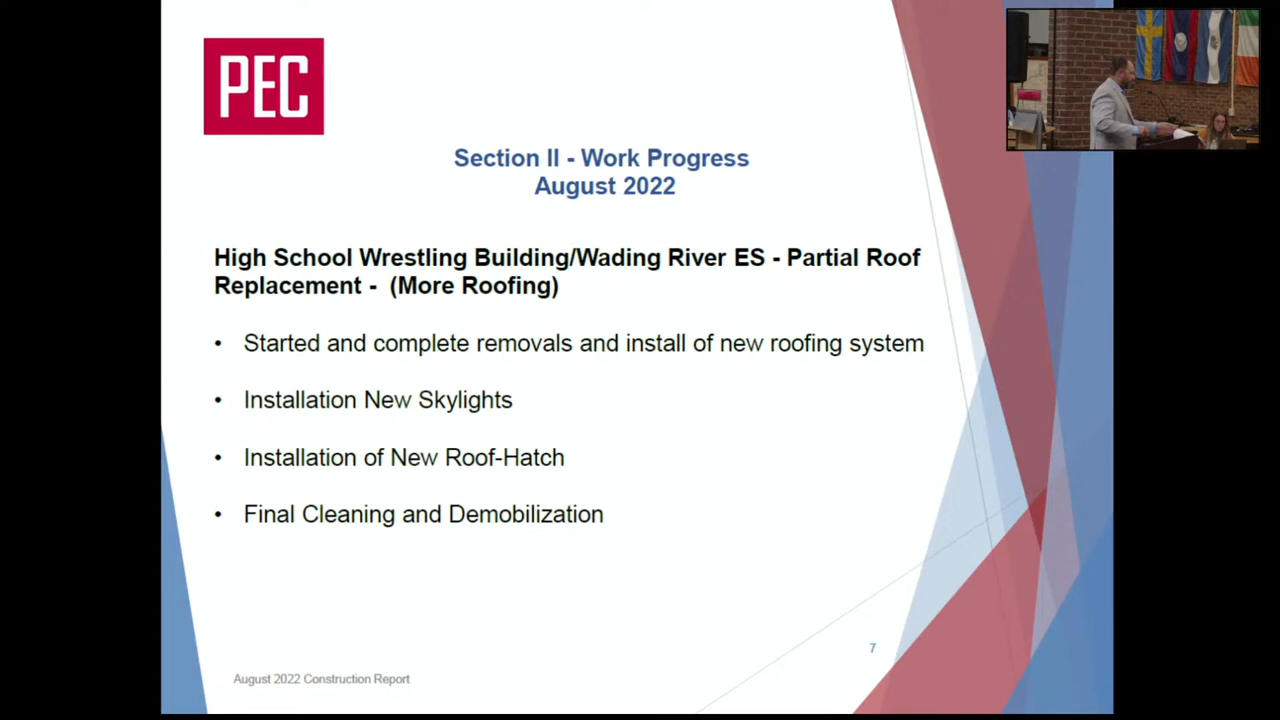 PEC
Section II - Work Progress
August 2022
High School Wrestling Building/Wading River ES - Partial Roof
Replacement - (More Roofing)
• Started and complete removals and install of new roofing system
• Installation New Skylights
• Installation of New Roof-Hatch
• Final Cleaning and Demobilization
7
August 2022 Construction Report